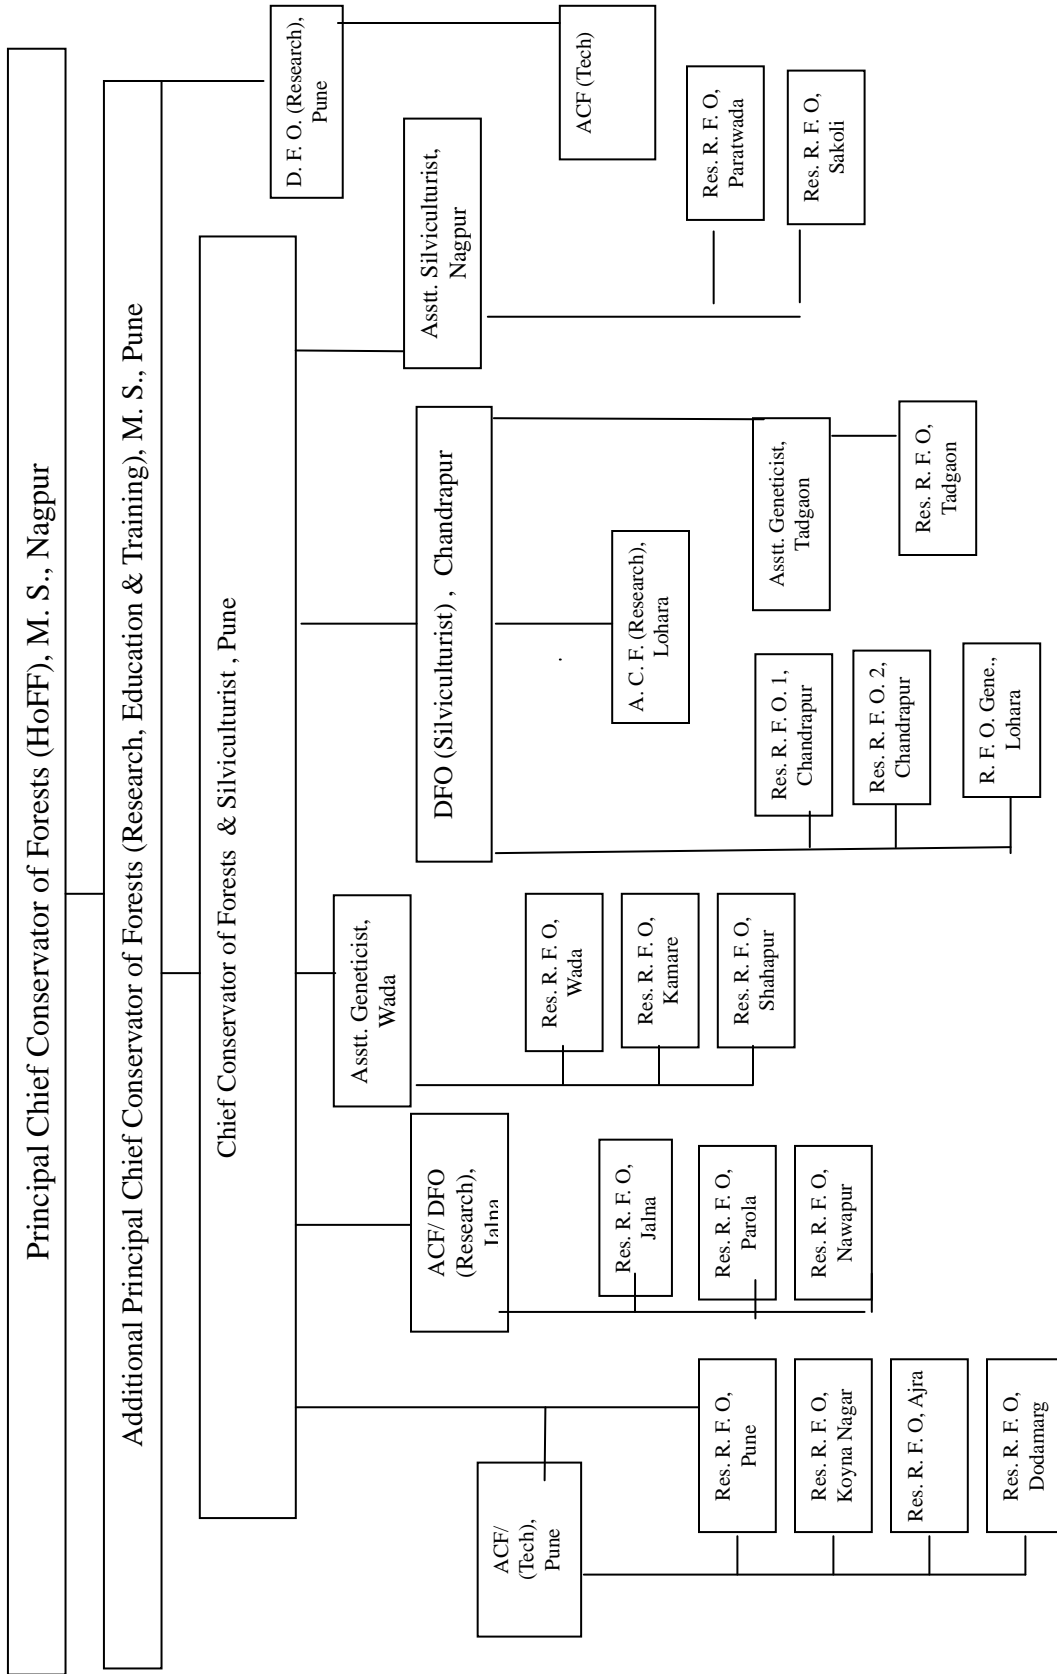 Principal Chief Conservator of Forests (HoFF), M. S., Nagpur
Additional Principal Chief Conservator of Forests (Research, Education & Training), M. S., Pune
Chief Conservator of Forests & Silviculturist , Pune
D. F. O. (Research),
Pune
Asstt. Geneticist,
Wada
ACF/ DFO
(Research),
Jalna
DFO (Silviculturist) , Chandrapur
Asstt. Silviculturist,
Nagpur
ACF/
(Tech),
Pune
ACF (Tech)
Res. R. F. O,
Pune
Res. R. F. O,
Koyna Nagar
Res. R. F. O, Ajra
Res. R. F. O,
Dodamarg
Res. R. F. O,
Jalna
Res. R. F. O,
Parola
Res. R. F. O,
Nawapur
Res. R. F. O,
Wada
Res. R. F. O,
Kamare
Res. R. F. O,
Shahapur
A. C. F. (Research),
Lohara
Res. R. F. O. 1,
Chandrapur
Res. R. F. O. 2,
Chandrapur
R. F. O. Gene.,
Lohara
Asstt. Geneticist,
Tadgaon
Res. R. F. O,
Tadgaon
Res. R. F. O,
Paratwada
Res. R. F. O,
Sakoli